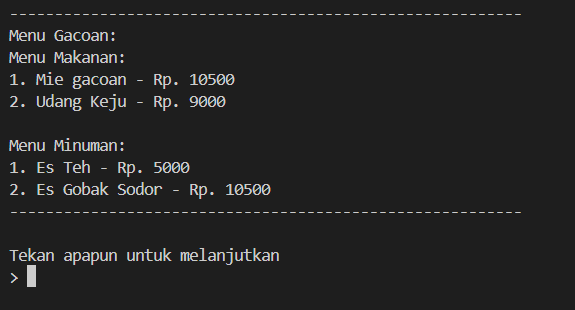 ---------------------------------------------------------
Menu Gacoan:
Menu Makanan:
1. Mie gacoan - Rp. 10500
2. Udang Keju - Rp. 9000

Menu Minuman:
1. Es Teh - Rp. 5000
2. Es Gobak Sodor - Rp. 10500
---------------------------------------------------------

Tekan apapun untuk melanjutkan
>